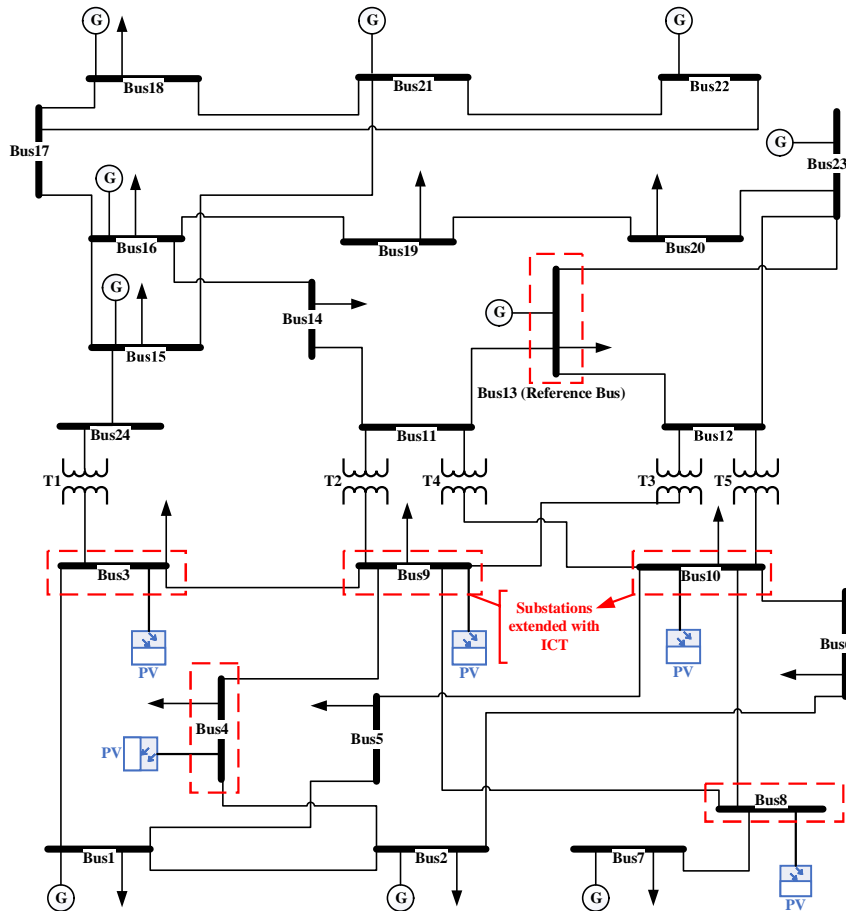 G
G
G
Bus18
Bus21
Bus22
Bus17
G
Bus23
G
Bus16
Bus19
Bus20
G
Bus14
G
Bus15
Bus13 (Reference Bus)
Bus24
Bus11
Bus12
T1
T2
T4
T3
T5
Bus3
Bus9
Bus10
Substations
extended with
ICT
PV
PV
PV
Bus4
Bus5
PV
Bus8
Bus1
Bus2
Bus7
G
G
G
PV